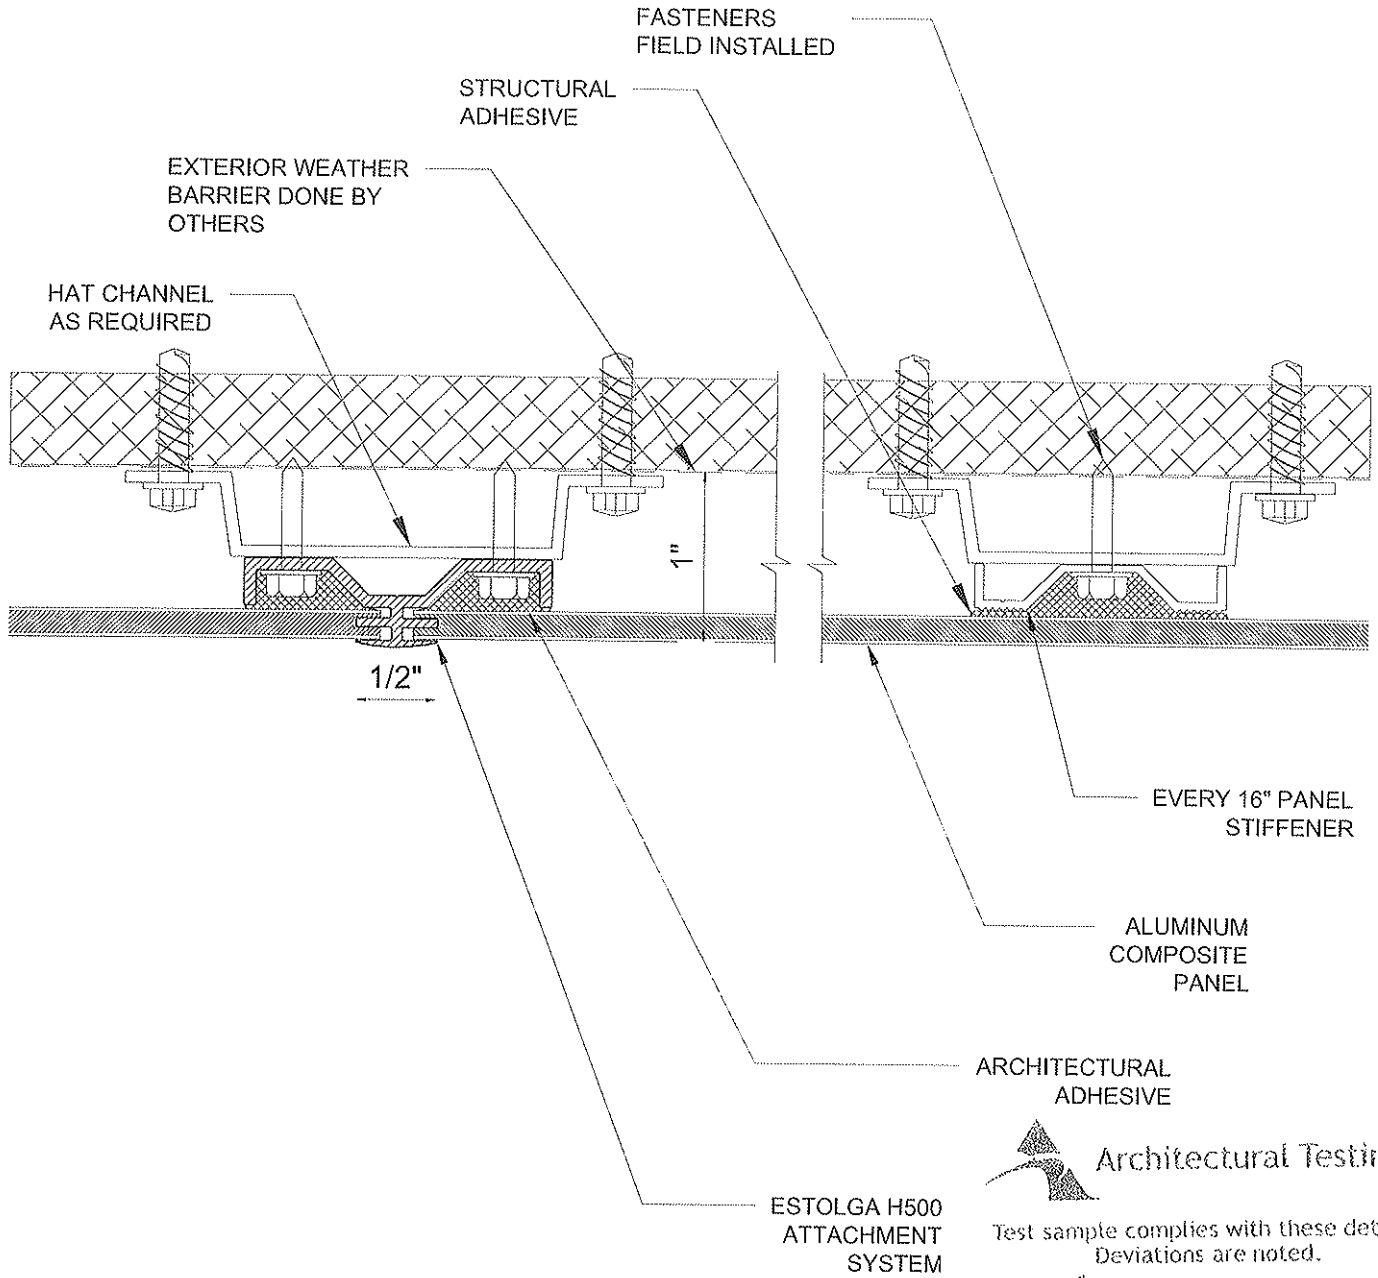 FASTENERS
FIELD INSTALLED
STRUCTURAL
ADHESIVE
EXTERIOR WEATHER
BARRIER DONE BY
OTHERS
HAT CHANNEL
AS REQUIRED
1"
1/2"
EVERY 16" PANEL
STIFFENER
ALUMINUM
COMPOSITE
PANEL
ARCHITECTURAL
ADHESIVE
ESTOLGA H500
ATTACHMENT
SYSTEM
Architectural
Test sample complies with these
Deviations are noted.